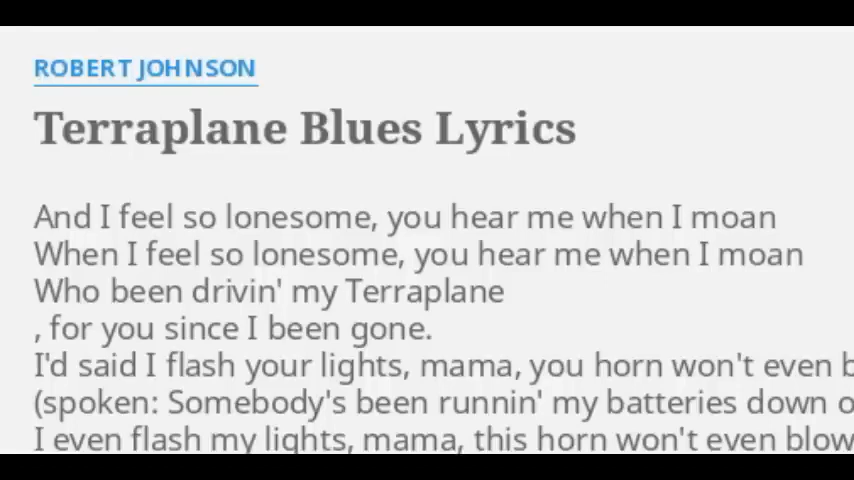 ROBERT JOHNSON
Terraplane Blues Lyrics
And I feel so lonesome, you hear me when I moan
When I feel so lonesome, you hear me when I moan
Who been drivin' my Terraplane
, for you since I been gone.
I'd said I flash your lights, mama, you horn won't even
(spoken: Somebody's been runnin' my batteries down
I even flash my lights, mama, this horn won't even blow